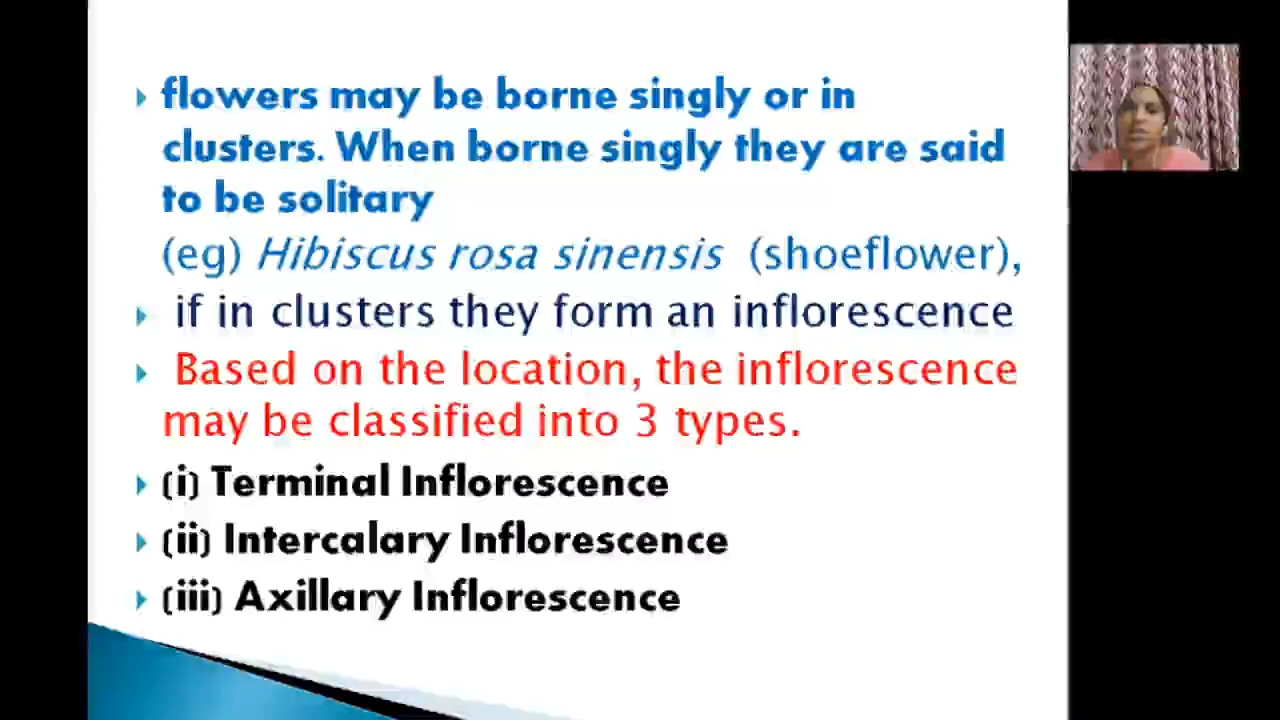 flowers may be borne singly or in
clusters. When borne singly they are said
to be solitary
(eg) Hibiscus rosa sinensis (shoeflower),
if in clusters they form an inflorescence
Based on the location, the inflorescence
may be classified into 3 types.
(i) Terminal Inflorescence
(ii) Intercalary Inflorescence
(iii) Axillary Inflorescence